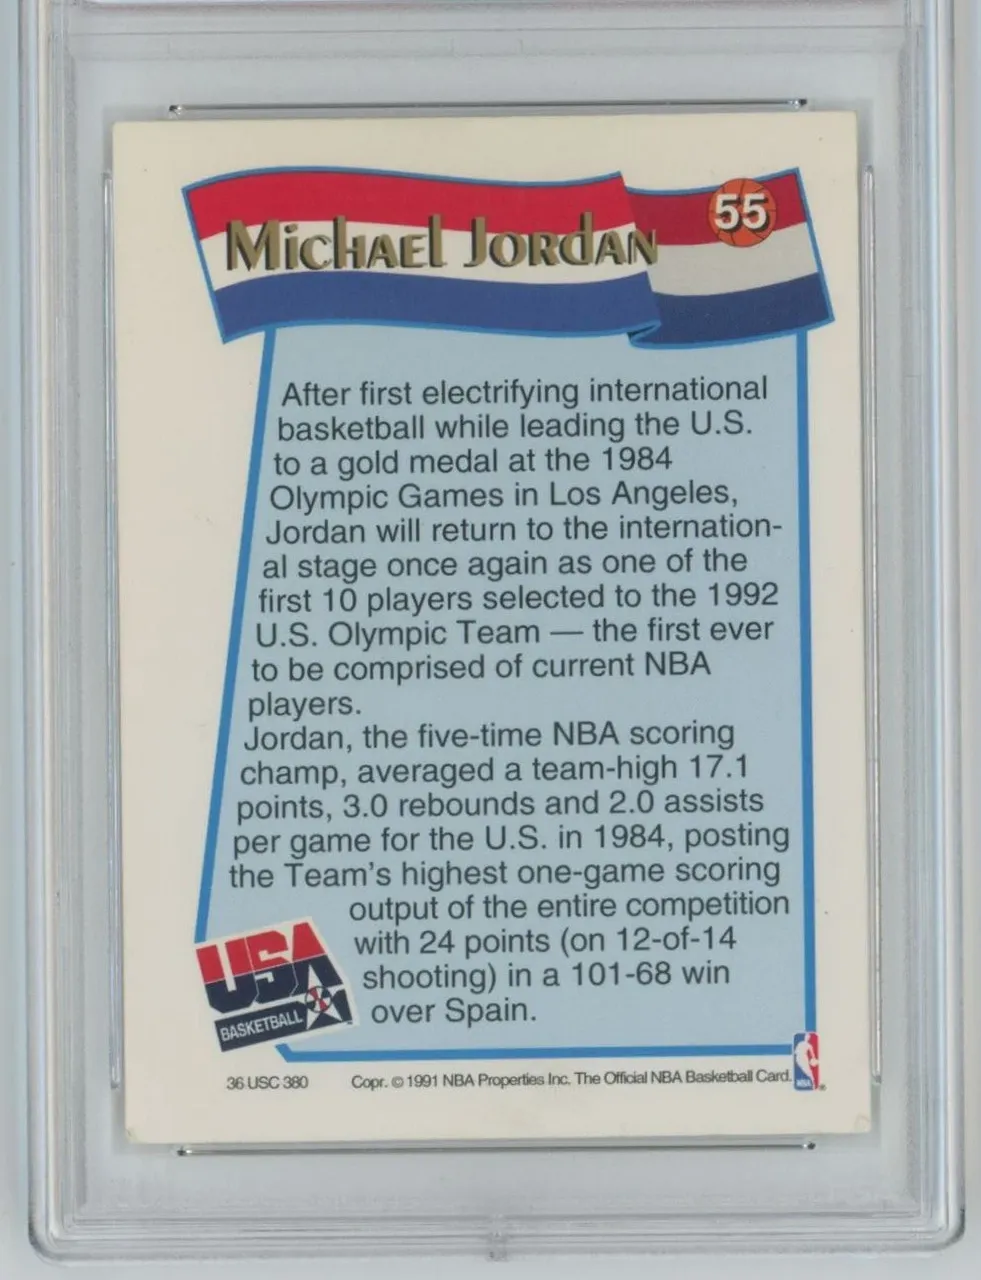 Michael Jordan
55
After first electrifying international
basketball while leading the U.S.
to a gold medal at the 1984
Olympic Games in Los Angeles,
Jordan will return to the internation-
al stage once again as one of the
first 10 players selected to the 1992
U.S. Olympic Team — the first ever
to be comprised of current NBA
players.
Jordan, the five-time NBA scoring
champ, averaged a team-high 17.1
points, 3.0 rebounds and 2.0 assists
per game for the U.S. in 1984, posting
the Team's highest one-game scoring
output of the entire competition
with 24 points (on 12-of-14
shooting) in a 101-68 win
over Spain.
USA
BASKETBALL
36 USC 380
Copr. © 1991 NBA Properties Inc. The Official NBA Basketball Card.
NBA